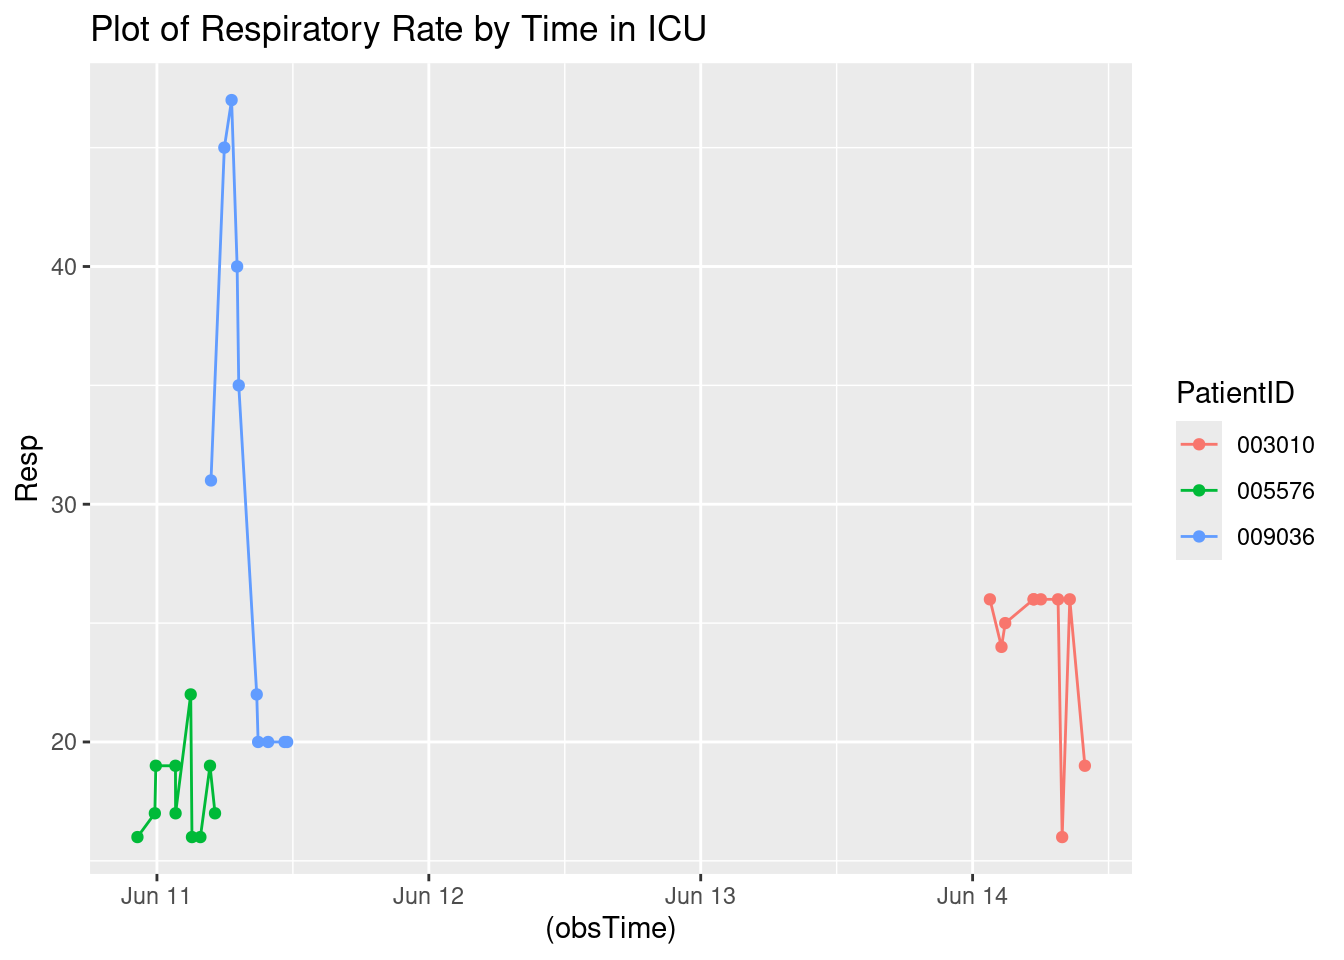 Plot of Respiratory Rate by Time in ICU
Resp
40
30
20
Jun 11 Jun 12 Jun 13 Jun 14
(obsTime)
PatientID
003010
005576
009036